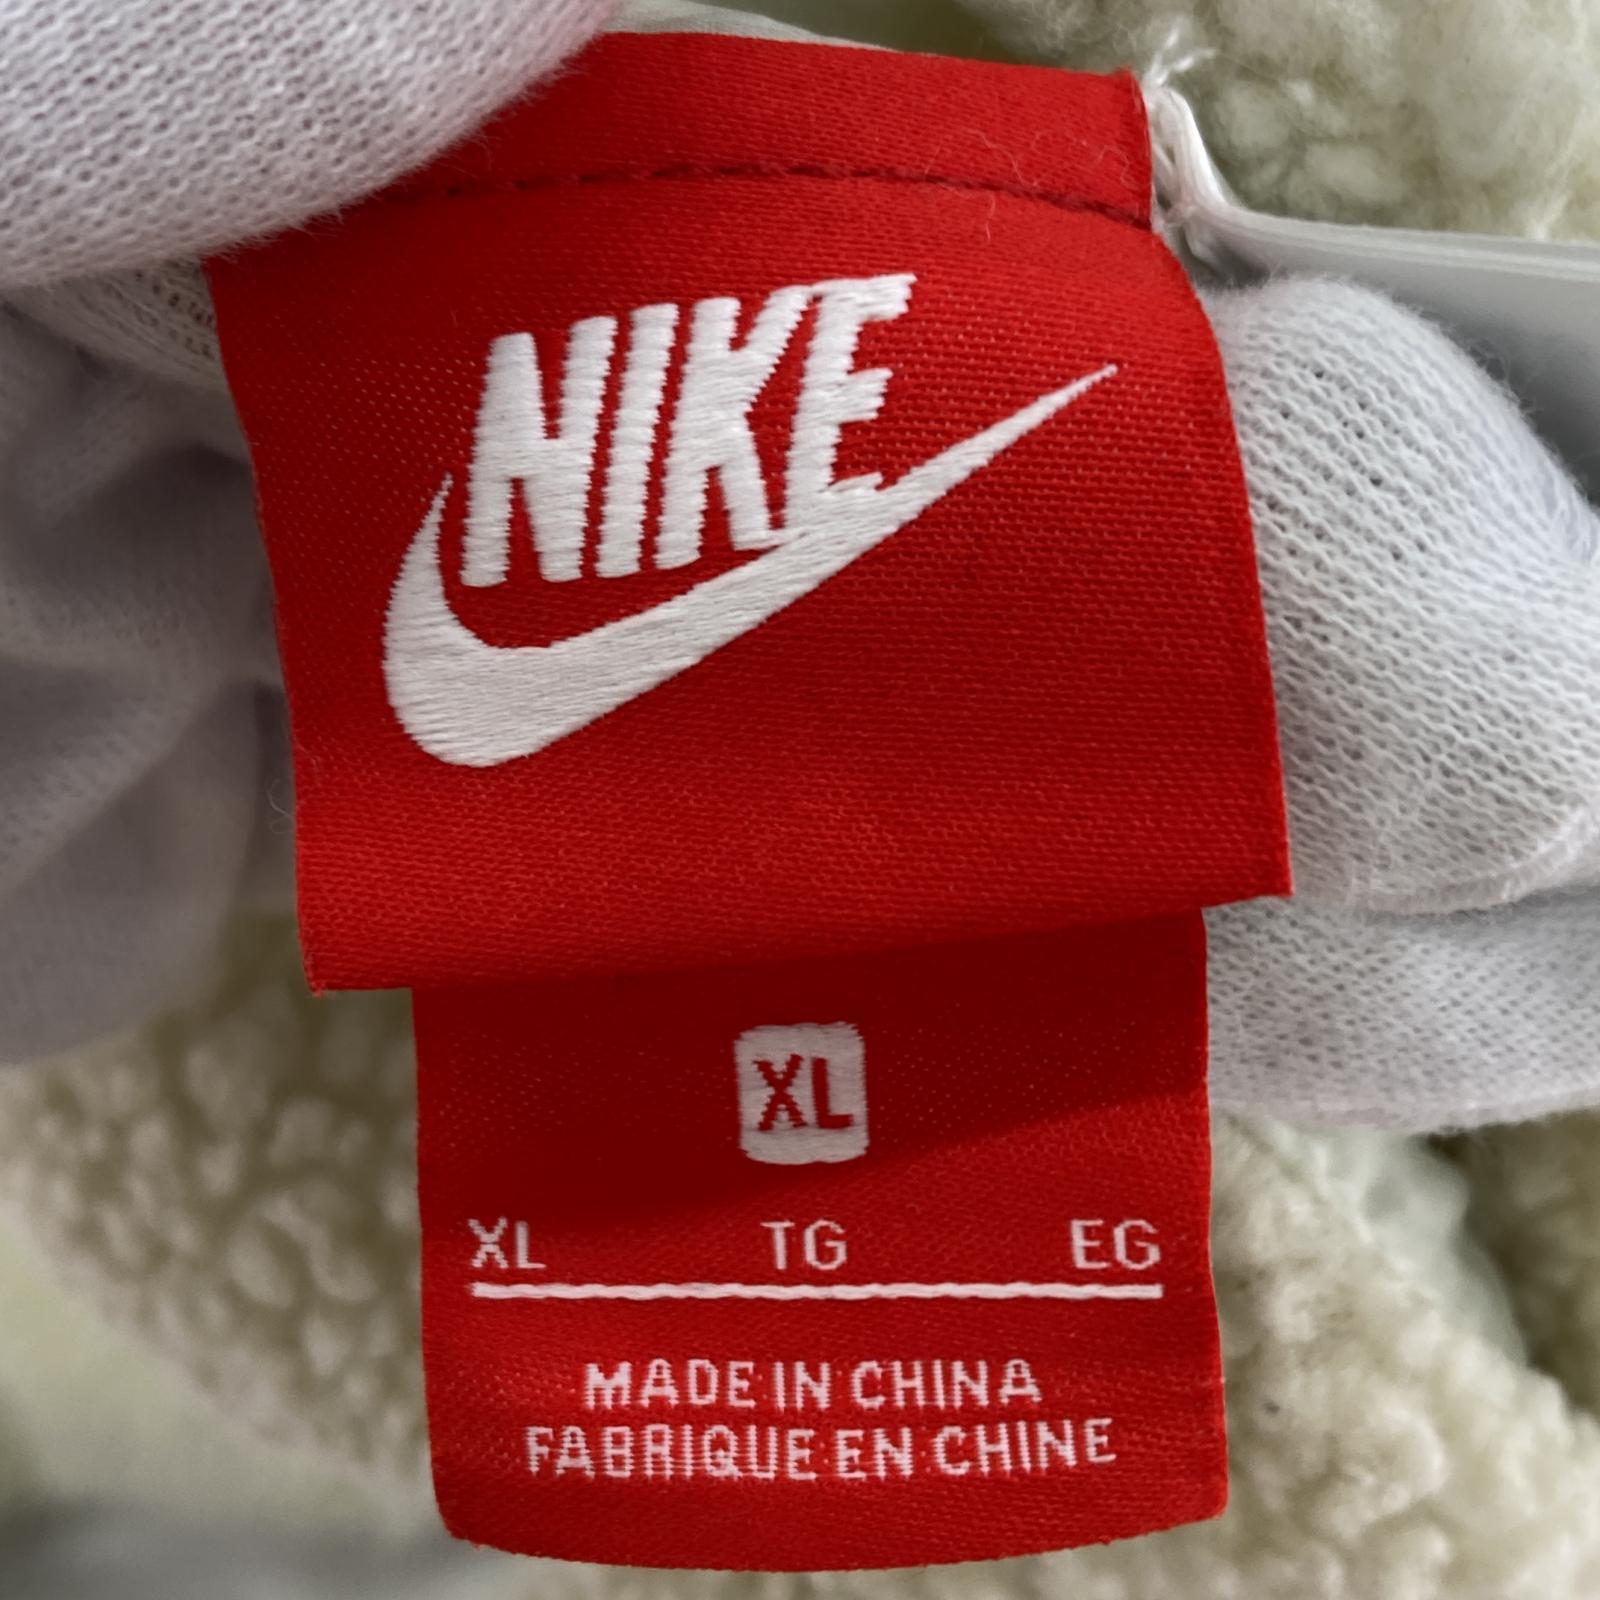 NIKE
XL
XL TG EG
MADE IN CHINA
FABRIQUE EN CHINE